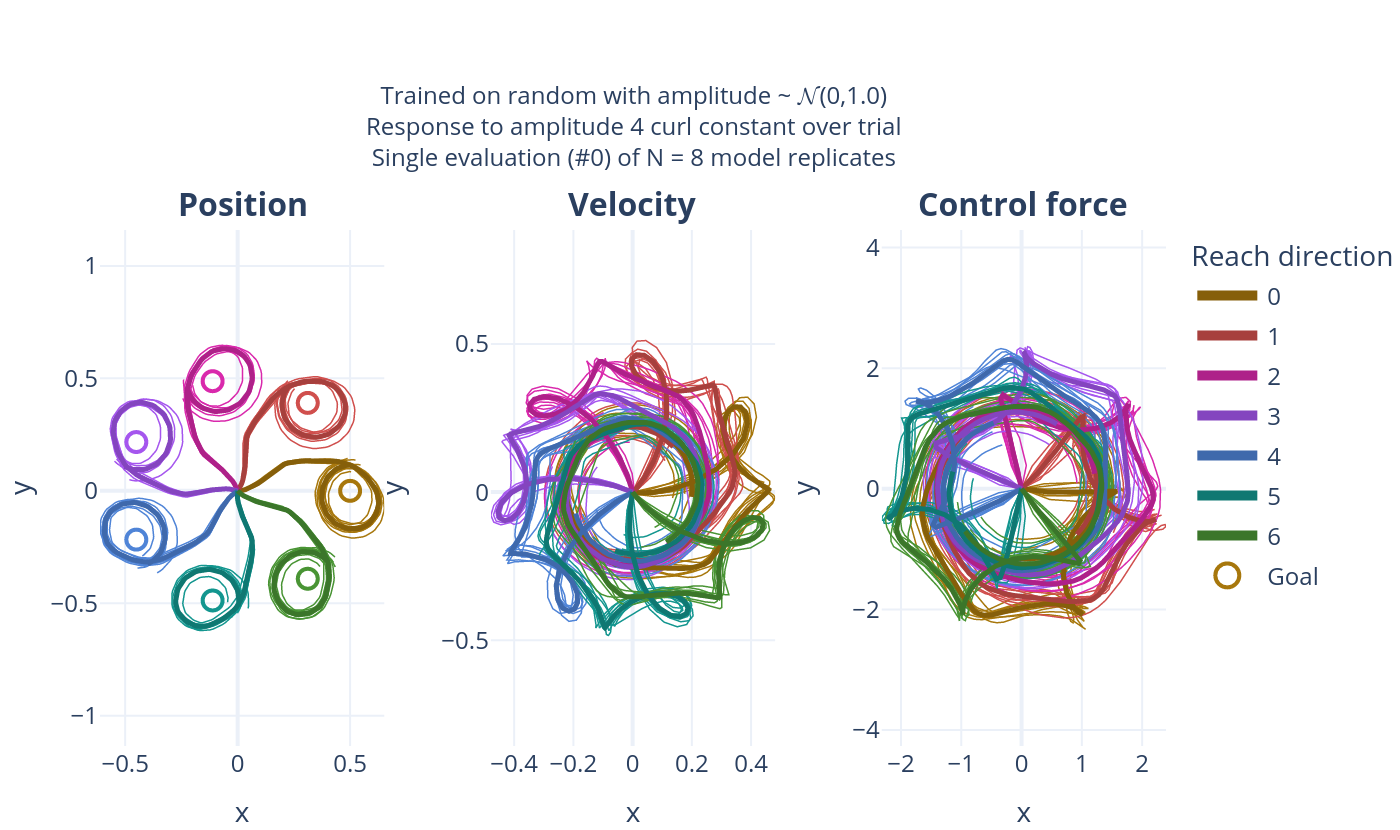 Trained on random with amplitude ~ 𝒩(0,1.0)
Response to amplitude 4 curl constant over trial
Single evaluation (#0) of N = 8 model replicates
Position
Velocity
Control force
1
0.5
0
−0.5
−1
y
−0.5
0
0.5
x
0.5
0
−0.5
y
−0.4
−0.2
0
0.2
0.4
x
4
2
0
−2
−4
y
−2
−1
0
1
2
x
Reach direction
0
1
2
3
4
5
6
Goal